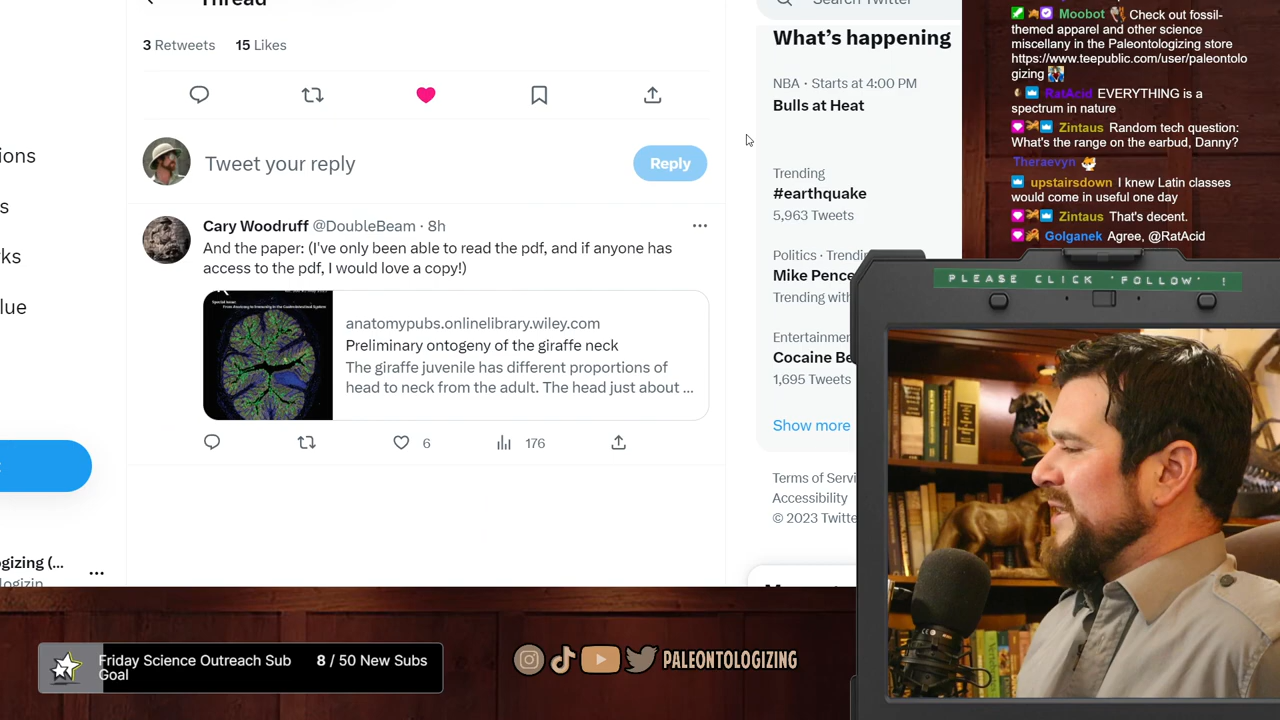 Thread
3 Retweets 15 Likes
Tweet your reply
Reply
Cary Woodruff @DoubleBeam · 8h
And the paper: (I've only been able to read the pdf, and if anyone has
access to the pdf, I would love a copy!)
anatomypubs.onlinelibrary.wiley.com
Preliminary ontogeny of the giraffe neck
The giraffe juvenile has different proportions of
head to neck from the adult. The head just about ...
6
176
ions
s
ks
lue
gizing (...
logizin
Search Twitter
What's happening
NBA · Starts at 4:00 PM
Bulls at Heat
Trending
#earthquake
5,963 Tweets
Politics · Trendin
Mike Pence
Trending with
Entertainmen
Cocaine Be
1,695 Tweets
Show more
Terms of Servi
Accessibility
© 2023 Twitte
Moobot Check out fossil-
themed apparel and other science
miscellany in the Paleontologizing store
https://www.teepublic.com/user/paleontolo
gizing
RatAcid EVERYTHING is a
spectrum in nature
Zintaus Random tech question:
What's the range on the earbud, Danny?
Theraevyn
upstairsdown I knew Latin classes
would come in useful one day
Zintaus That's decent.
Golganek Agree, @RatAcid
PLEASE CLICK 'FOLLOW' !
Friday Science Outreach Sub
Goal
8 / 50 New Subs
PALEONTOLOGIZING